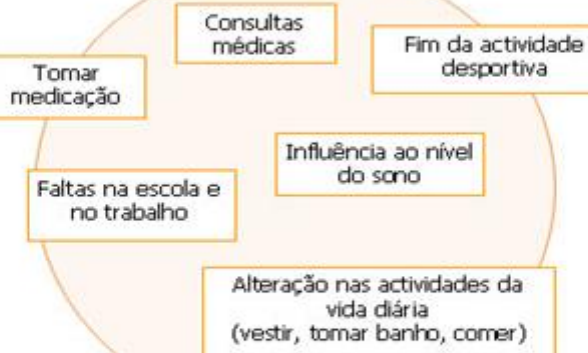 Consultas
médicas
Fim da actividade
desportiva
Tomar
medicação
Influência ao nível
do sono
Faltas na escola e
no trabalho
Alteração nas actividades da
vida diária
(vestir, tomar banho, comer)